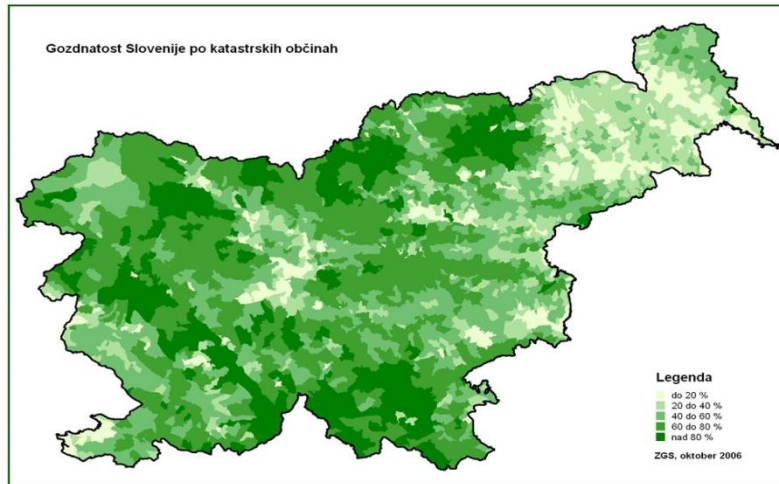 Gozdnatost Slovenije po katastrskih občinah
Legenda
do 20 %
20 do 40 %
40 do 60 %
60 do 80 %
nad 80 %
ZGS, oktober 2006